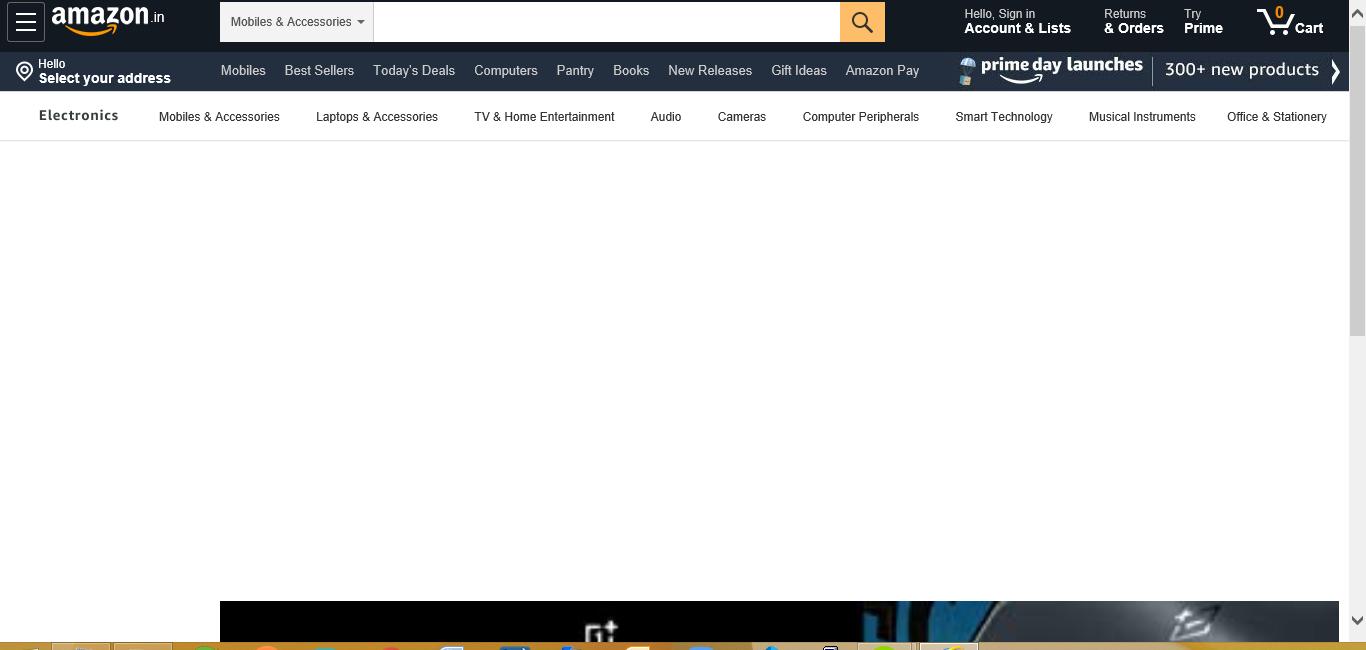 amazon.in
Mobiles & Accessories
Hello, Sign in
Account & Lists
Returns
& Orders
Try
Prime
0
Cart
Hello
Select your address
Mobiles Best Sellers Today's Deals Computers Pantry Books New Releases Gift Ideas Amazon Pay
prime day launches
300+ new products
Electronics Mobiles & Accessories Laptops & Accessories TV & Home Entertainment Audio Cameras Computer Peripherals Smart Technology Musical Instruments Office & Stationery